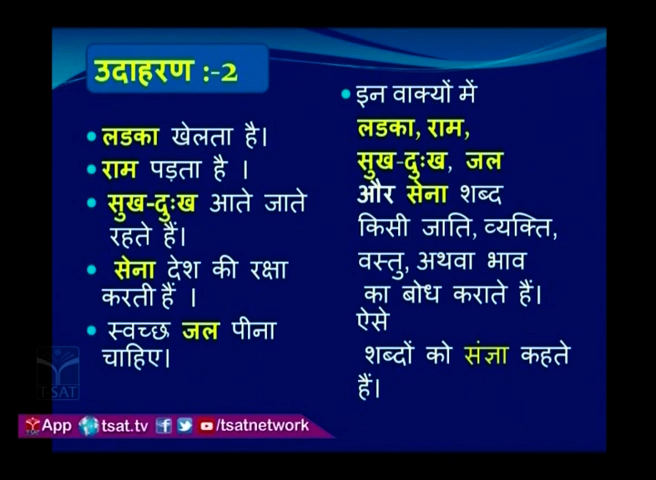 उदाहरण :-2
• लडका खेलता है।
• राम पड़ता है ।
• सुख-दुःख आते जाते
रहते हैं।
• सेना देश की रक्षा
करती हैं ।
• स्वच्छ जल पीना
चाहिए।
• इन वाक्यों में
लडका, राम,
सुख-दुःख, जल
और सेना शब्द
किसी जाति, व्यक्ति,
वस्तु, अथवा भाव
का बोध कराते हैं।
ऐसे
शब्दों को संज्ञा कहते
हैं।
T SAT
App tsat.tv /tsatnetwork